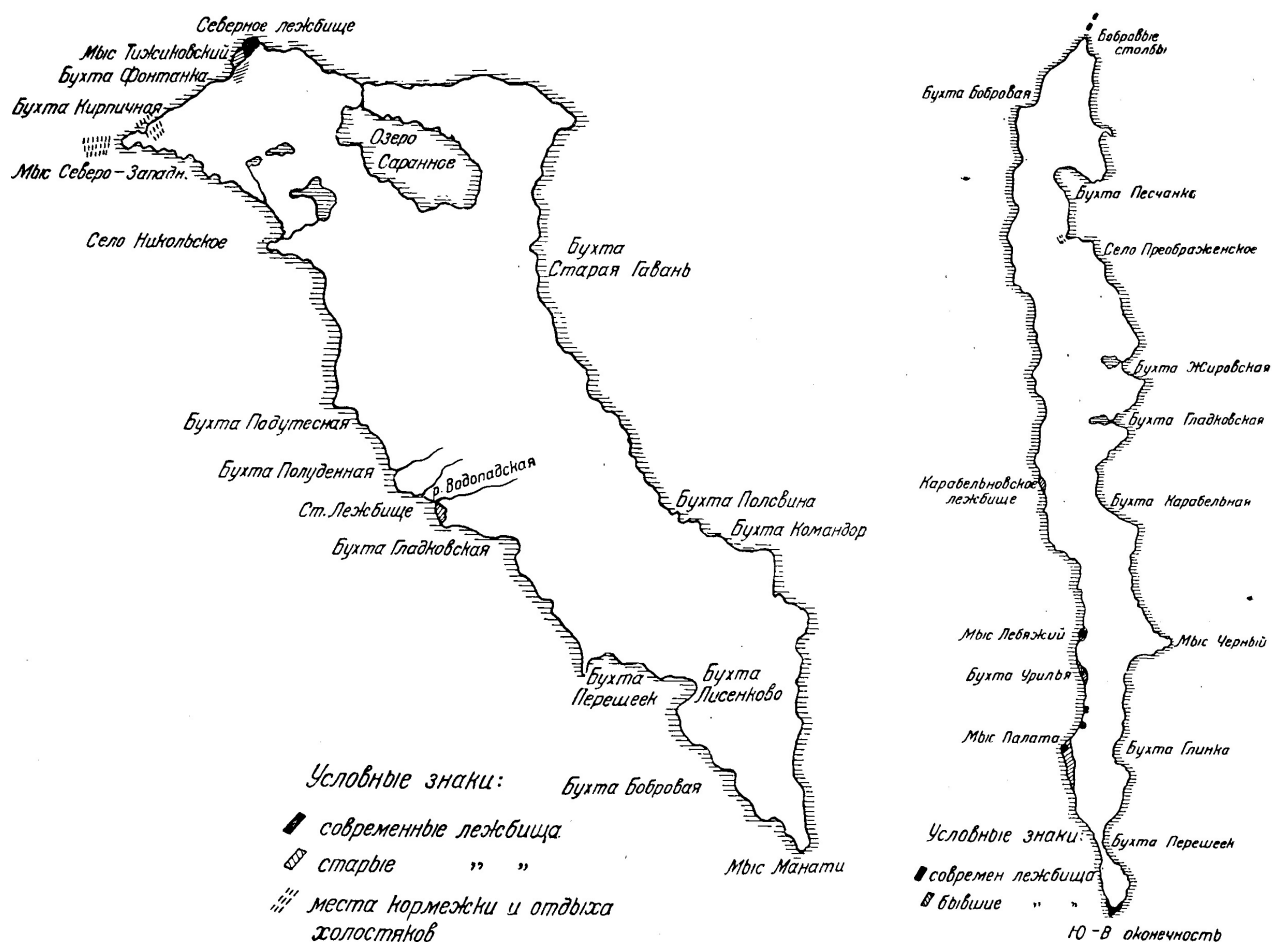 Северное лежбище
Мыс Тижиковский
Бухта Фонтанка
Бухта Кирпичная
Мыс Северо-Западн.
Озеро
Саранное
Село Никольское
Бухта
Старая Гавань
Бухта Подутесная
Бухта Полуденная
р. Водопадская
Ст. Лежбище
Бухта Гладковская
Бухта Половина
Бухта Командор
Бухта
Перешеек
Бухта
Лисенково
Бухта Бобровая
Мыс Манати
Условные знаки:
современные лежбища
старые " "
места кормежки и отдыха
холостяков
Бобровые
столбы
Бухта Бобровая
Бухта Песчанка
Село Преображенское
Бухта Жировская
Бухта Гладковская
Карабельновское
лежбище
Бухта Карабельная
Мыс Лебяжий
Мыс Черный
Бухта Урилья
Мыс Палата
Бухта Глинка
Бухта Перешеек
Условные знаки:
современ лежбища
бывшие " "
Ю-В оконечность